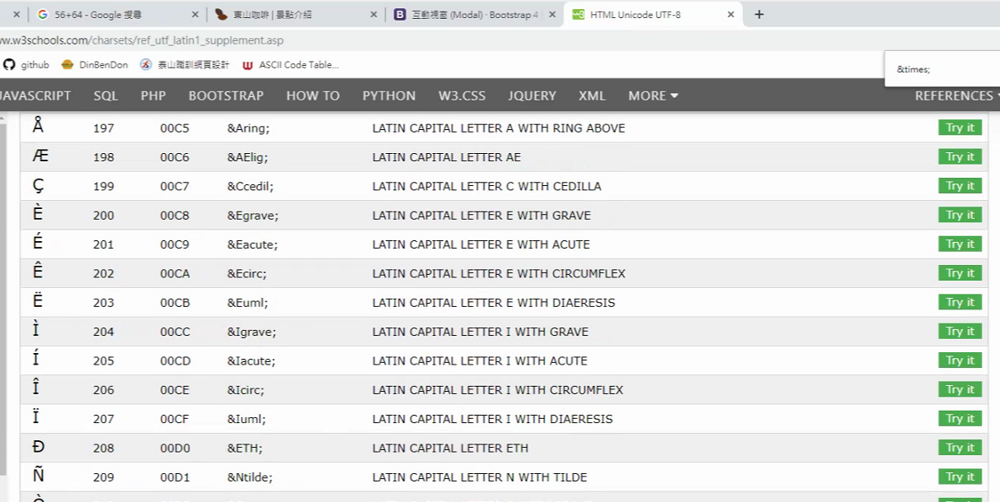 56+64 - Google 搜尋
東山咖啡 | 景點介紹
互動視窗 (Modal) · Bootstrap 4
HTML Unicode UTF-8
ww.w3schools.com/charsets/ref_utf_latin1_supplement.asp
github
DinBenDon
泰山職訓網頁設計
ASCII Code Table...
&times;
JAVASCRIPT SQL PHP BOOTSTRAP HOW TO PYTHON W3.CSS JQUERY XML MORE REFERENCES
Å 197 00C5 &Aring; LATIN CAPITAL LETTER A WITH RING ABOVE Try it
Æ 198 00C6 &AElig; LATIN CAPITAL LETTER AE Try it
Ç 199 00C7 &Ccedil; LATIN CAPITAL LETTER C WITH CEDILLA Try it
È 200 00C8 &Egrave; LATIN CAPITAL LETTER E WITH GRAVE Try it
É 201 00C9 &Eacute; LATIN CAPITAL LETTER E WITH ACUTE Try it
Ê 202 00CA &Ecirc; LATIN CAPITAL LETTER E WITH CIRCUMFLEX Try it
Ë 203 00CB &Euml; LATIN CAPITAL LETTER E WITH DIAERESIS Try it
Ì 204 00CC &Igrave; LATIN CAPITAL LETTER I WITH GRAVE Try it
Í 205 00CD &Iacute; LATIN CAPITAL LETTER I WITH ACUTE Try it
Î 206 00CE &Icirc; LATIN CAPITAL LETTER I WITH CIRCUMFLEX Try it
Ï 207 00CF &Iuml; LATIN CAPITAL LETTER I WITH DIAERESIS Try it
Ð 208 00D0 &ETH; LATIN CAPITAL LETTER ETH Try it
Ñ 209 00D1 &Ntilde; LATIN CAPITAL LETTER N WITH TILDE Try it